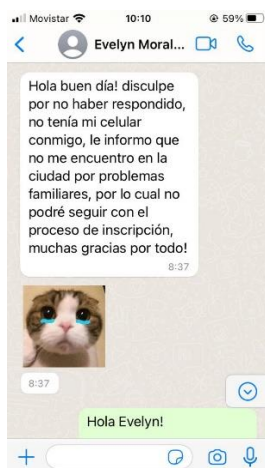 Movistar 10:10 59%
Evelyn Moral...
Hola buen día! disculpe
por no haber respondido,
no tenía mi celular
conmigo, le informo que
no me encuentro en la
ciudad por problemas
familiares, por lo cual no
podré seguir con el
proceso de inscripción,
muchas gracias por todo!
8:37
8:37
Hola Evelyn!